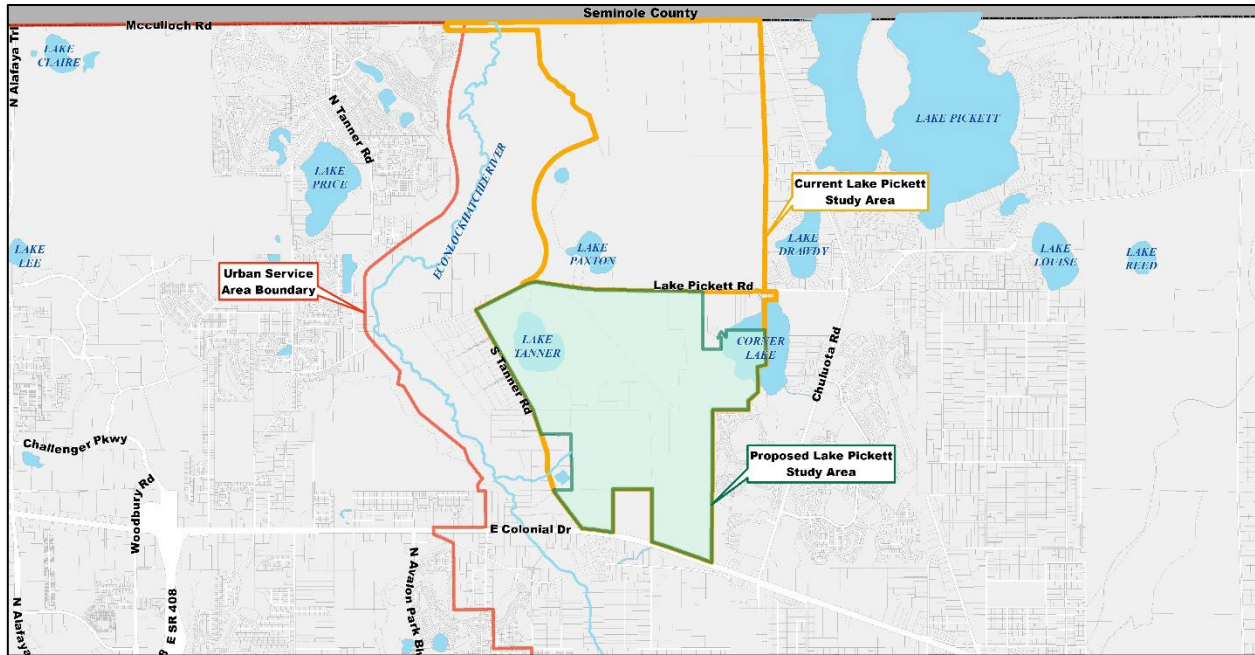 Seminole County
Mcculloch Rd
N Alafaya Trl
LAKE
CLAIRE
N Tanner Rd
LAKE
PRICE
ECONLOCKHATCHEE RIVER
LAKE PICKETT
Current Lake Pickett
Study Area
LAKE
LEE
Urban Service
Area Boundary
LAKE
PAXTON
LAKE
DRAWDY
LAKE
LOUISE
LAKE
REED
Lake Pickett Rd
LAKE
TANNER
S Tanner Rd
CORNER
LAKE
Chuluota Rd
Challenger Pkwy
Woodbury Rd
Proposed Lake Pickett
Study Area
E Colonial Dr
N Avalon Park Bl
E SR 408
N Alafaya